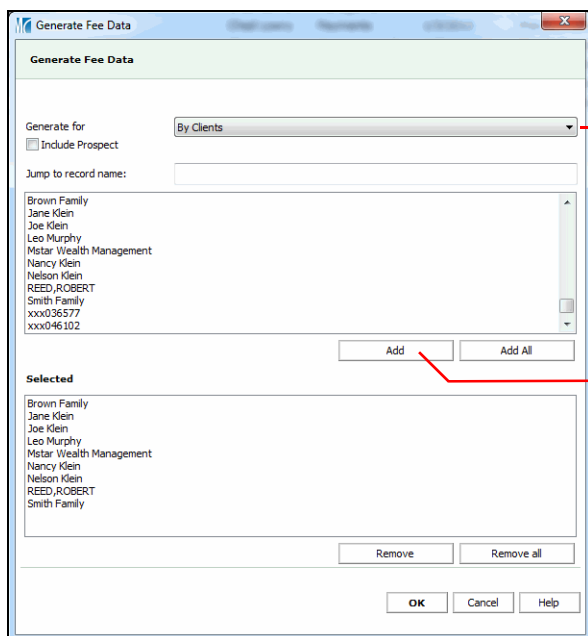 Generate Fee Data
Generate Fee Data
Generate for
By Clients
Include Prospect
Jump to record name:
Brown Family
Jane Klein
Joe Klein
Leo Murphy
Mstar Wealth Management
Nancy Klein
Nelson Klein
REED,ROBERT
Smith Family
xxx036577
xxx046102
Add
Add All
Selected
Brown Family
Jane Klein
Joe Klein
Leo Murphy
Mstar Wealth Management
Nancy Klein
Nelson Klein
REED,ROBERT
Smith Family
Remove
Remove all
OK
Cancel
Help